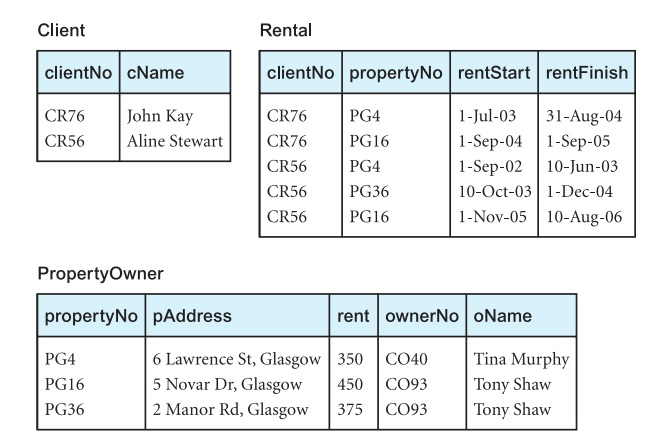 Client
clientNo cName
CR76 John Kay
CR56 Aline Stewart
Rental
clientNo propertyNo rentStart rentFinish
CR76 PG4 1-Jul-03 31-Aug-04
CR76 PG16 1-Sep-04 1-Sep-05
CR56 PG4 1-Sep-02 10-Jun-03
CR56 PG36 10-Oct-03 1-Dec-04
CR56 PG16 1-Nov-05 10-Aug-06
PropertyOwner
propertyNo pAddress rent ownerNo oName
PG4 6 Lawrence St, Glasgow 350 CO40 Tina Murphy
PG16 5 Novar Dr, Glasgow 450 CO93 Tony Shaw
PG36 2 Manor Rd, Glasgow 375 CO93 Tony Shaw